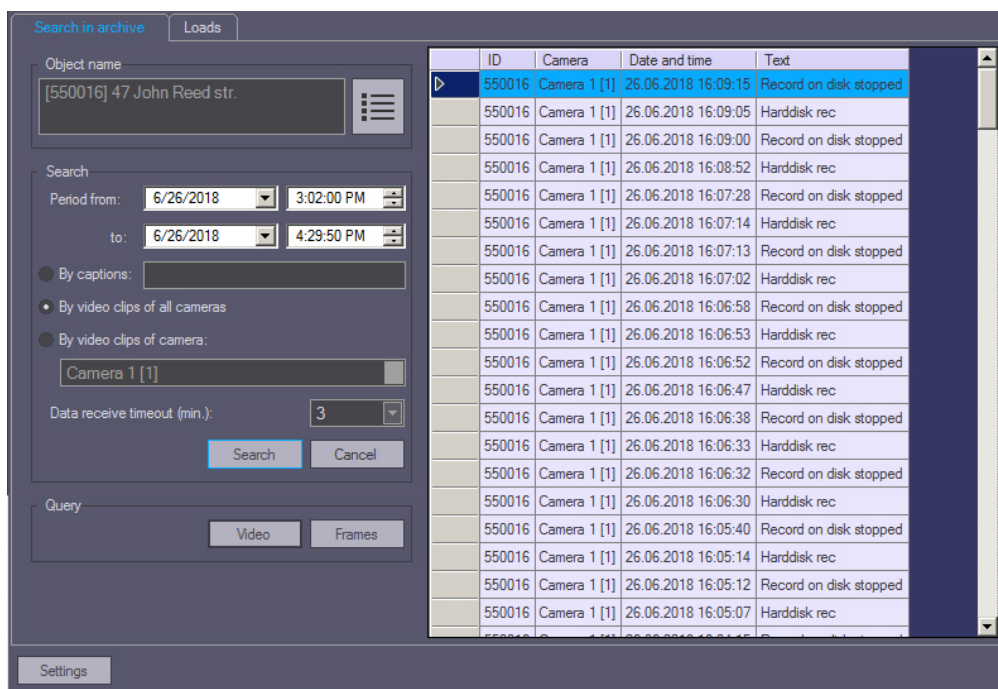 Search in archive Loads
Object name
[550016] 47 John Reed str.
Search
Period from: 6/26/2018 3:02:00 PM
to: 6/26/2018 4:29:50 PM
By captions:
By video clips of all cameras
By video clips of camera:
Camera 1 [1]
Data receive timeout (min.): 3
Search Cancel
Query
Video Frames
ID Camera Date and time Text
550016 Camera 1 [1] 26.06.2018 16:09:15 Record on disk stopped
550016 Camera 1 [1] 26.06.2018 16:09:05 Harddisk rec
550016 Camera 1 [1] 26.06.2018 16:09:00 Record on disk stopped
550016 Camera 1 [1] 26.06.2018 16:08:52 Harddisk rec
550016 Camera 1 [1] 26.06.2018 16:07:28 Record on disk stopped
550016 Camera 1 [1] 26.06.2018 16:07:14 Harddisk rec
550016 Camera 1 [1] 26.06.2018 16:07:13 Record on disk stopped
550016 Camera 1 [1] 26.06.2018 16:07:02 Harddisk rec
550016 Camera 1 [1] 26.06.2018 16:06:58 Record on disk stopped
550016 Camera 1 [1] 26.06.2018 16:06:53 Harddisk rec
550016 Camera 1 [1] 26.06.2018 16:06:52 Record on disk stopped
550016 Camera 1 [1] 26.06.2018 16:06:47 Harddisk rec
550016 Camera 1 [1] 26.06.2018 16:06:38 Record on disk stopped
550016 Camera 1 [1] 26.06.2018 16:06:33 Harddisk rec
550016 Camera 1 [1] 26.06.2018 16:06:32 Record on disk stopped
550016 Camera 1 [1] 26.06.2018 16:06:30 Harddisk rec
550016 Camera 1 [1] 26.06.2018 16:05:40 Record on disk stopped
550016 Camera 1 [1] 26.06.2018 16:05:14 Harddisk rec
550016 Camera 1 [1] 26.06.2018 16:05:12 Record on disk stopped
550016 Camera 1 [1] 26.06.2018 16:05:07 Harddisk rec
Settings